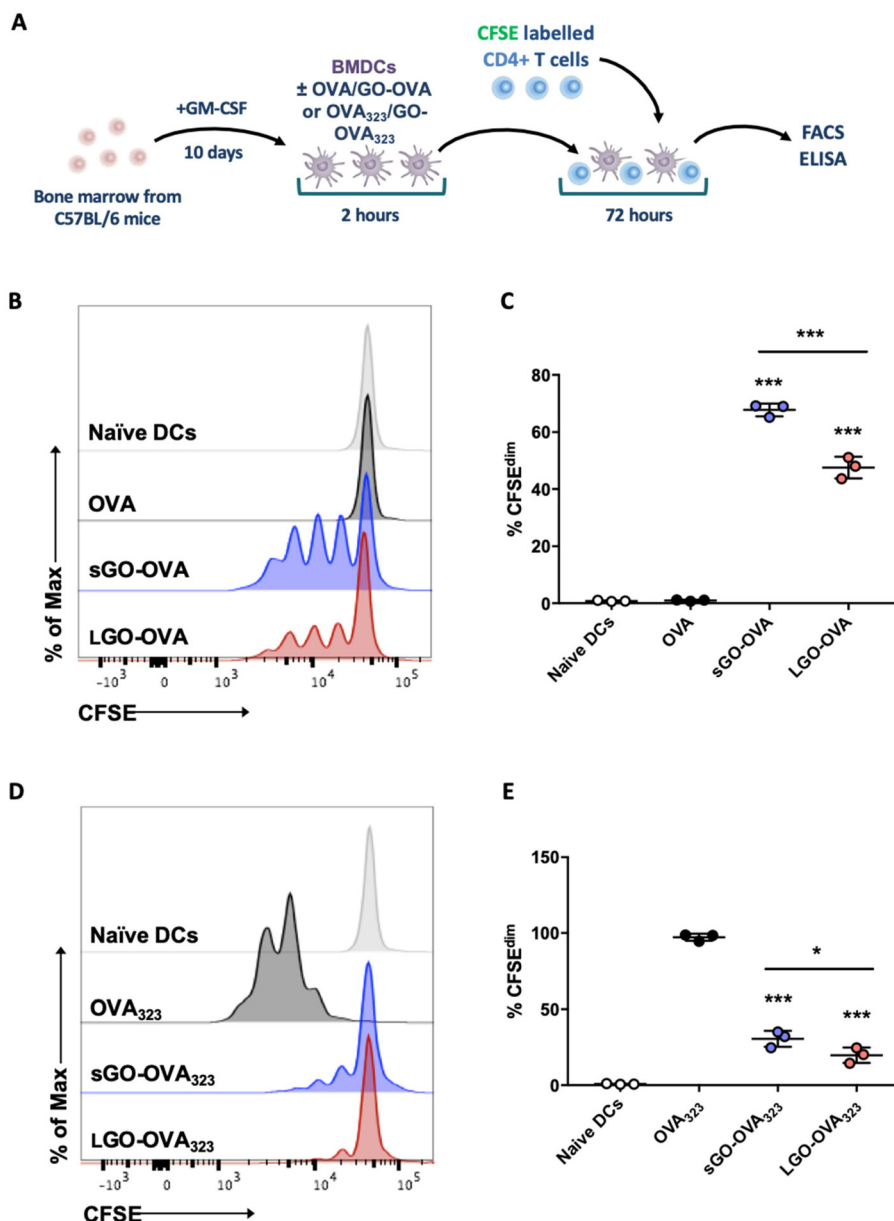 A
+GM-CSF
10 days
Bone marrow from
C57BL/6 mice
BMDCs
± OVA/GO-OVA
or OVA₃₂₃/GO-
OVA₃₂₃
2 hours
CFSE labelled
CD4+ T cells
72 hours
FACS
ELISA
B
% of Max
Naïve DCs
OVA
sGO-OVA
LGO-OVA
-10³ 0 10³ 10⁴ 10⁵
CFSE
C
% CFSEᵈⁱᵐ
80
60
40
20
0
***
***
***
Naive DCs
OVA
sGO-OVA
LGO-OVA
D
% of Max
Naïve DCs
OVA₃₂₃
sGO-OVA₃₂₃
LGO-OVA₃₂₃
-10³ 0 10³ 10⁴ 10⁵
CFSE
E
% CFSEᵈⁱᵐ
150
100
50
0
*
***
***
Naive DCs
OVA₃₂₃
sGO-OVA₃₂₃
LGO-OVA₃₂₃